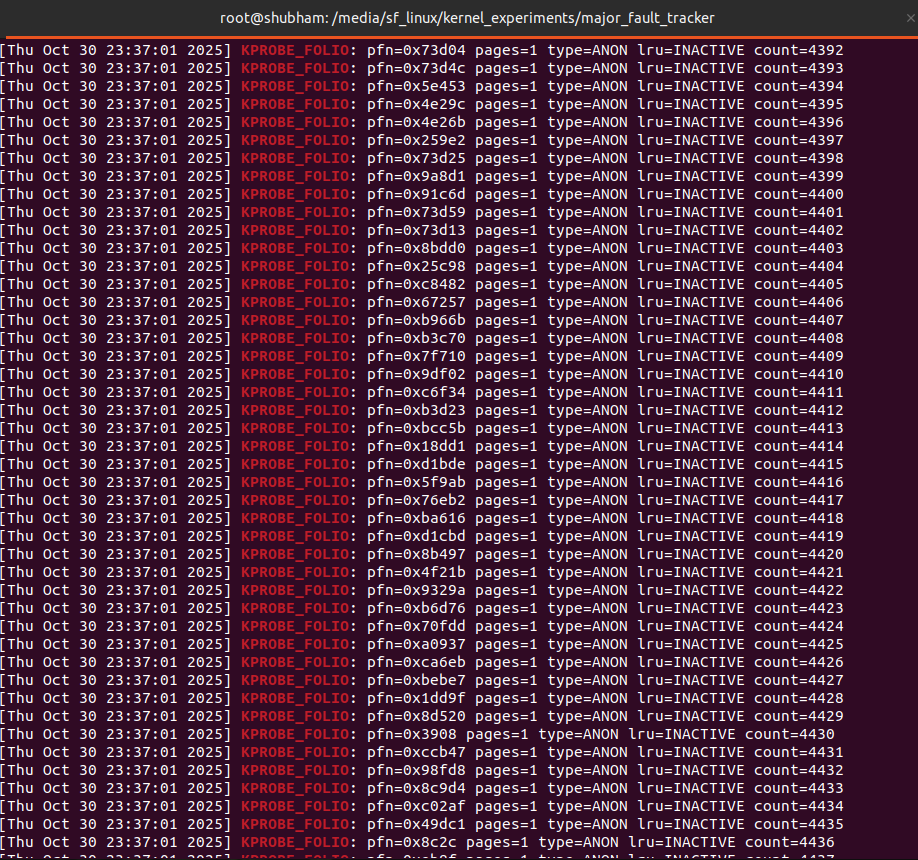 root@shubham: /media/sf_linux/kernel_experiments/major_fault_tracker
[Thu Oct 30 23:37:01 2025] KPROBE_FOLIO: pfn=0x73d04 pages=1 type=ANON lru=INACTIVE count=4392
[Thu Oct 30 23:37:01 2025] KPROBE_FOLIO: pfn=0x73d4c pages=1 type=ANON lru=INACTIVE count=4393
[Thu Oct 30 23:37:01 2025] KPROBE_FOLIO: pfn=0x5e453 pages=1 type=ANON lru=INACTIVE count=4394
[Thu Oct 30 23:37:01 2025] KPROBE_FOLIO: pfn=0x4e29c pages=1 type=ANON lru=INACTIVE count=4395
[Thu Oct 30 23:37:01 2025] KPROBE_FOLIO: pfn=0x4e26b pages=1 type=ANON lru=INACTIVE count=4396
[Thu Oct 30 23:37:01 2025] KPROBE_FOLIO: pfn=0x259e2 pages=1 type=ANON lru=INACTIVE count=4397
[Thu Oct 30 23:37:01 2025] KPROBE_FOLIO: pfn=0x73d25 pages=1 type=ANON lru=INACTIVE count=4398
[Thu Oct 30 23:37:01 2025] KPROBE_FOLIO: pfn=0x9a8d1 pages=1 type=ANON lru=INACTIVE count=4399
[Thu Oct 30 23:37:01 2025] KPROBE_FOLIO: pfn=0x91c6d pages=1 type=ANON lru=INACTIVE count=4400
[Thu Oct 30 23:37:01 2025] KPROBE_FOLIO: pfn=0x73d59 pages=1 type=ANON lru=INACTIVE count=4401
[Thu Oct 30 23:37:01 2025] KPROBE_FOLIO: pfn=0x73d13 pages=1 type=ANON lru=INACTIVE count=4402
[Thu Oct 30 23:37:01 2025] KPROBE_FOLIO: pfn=0x8bdd0 pages=1 type=ANON lru=INACTIVE count=4403
[Thu Oct 30 23:37:01 2025] KPROBE_FOLIO: pfn=0x25c98 pages=1 type=ANON lru=INACTIVE count=4404
[Thu Oct 30 23:37:01 2025] KPROBE_FOLIO: pfn=0xc8482 pages=1 type=ANON lru=INACTIVE count=4405
[Thu Oct 30 23:37:01 2025] KPROBE_FOLIO: pfn=0x67257 pages=1 type=ANON lru=INACTIVE count=4406
[Thu Oct 30 23:37:01 2025] KPROBE_FOLIO: pfn=0xb966b pages=1 type=ANON lru=INACTIVE count=4407
[Thu Oct 30 23:37:01 2025] KPROBE_FOLIO: pfn=0xb3c70 pages=1 type=ANON lru=INACTIVE count=4408
[Thu Oct 30 23:37:01 2025] KPROBE_FOLIO: pfn=0x7f710 pages=1 type=ANON lru=INACTIVE count=4409
[Thu Oct 30 23:37:01 2025] KPROBE_FOLIO: pfn=0x9df02 pages=1 type=ANON lru=INACTIVE count=4410
[Thu Oct 30 23:37:01 2025] KPROBE_FOLIO: pfn=0xc6f34 pages=1 type=ANON lru=INACTIVE count=4411
[Thu Oct 30 23:37:01 2025] KPROBE_FOLIO: pfn=0xb3d23 pages=1 type=ANON lru=INACTIVE count=4412
[Thu Oct 30 23:37:01 2025] KPROBE_FOLIO: pfn=0xbcc5b pages=1 type=ANON lru=INACTIVE count=4413
[Thu Oct 30 23:37:01 2025] KPROBE_FOLIO: pfn=0x18dd1 pages=1 type=ANON lru=INACTIVE count=4414
[Thu Oct 30 23:37:01 2025] KPROBE_FOLIO: pfn=0xd1bde pages=1 type=ANON lru=INACTIVE count=4415
[Thu Oct 30 23:37:01 2025] KPROBE_FOLIO: pfn=0x5f9ab pages=1 type=ANON lru=INACTIVE count=4416
[Thu Oct 30 23:37:01 2025] KPROBE_FOLIO: pfn=0x76eb2 pages=1 type=ANON lru=INACTIVE count=4417
[Thu Oct 30 23:37:01 2025] KPROBE_FOLIO: pfn=0xba616 pages=1 type=ANON lru=INACTIVE count=4418
[Thu Oct 30 23:37:01 2025] KPROBE_FOLIO: pfn=0xd1cbd pages=1 type=ANON lru=INACTIVE count=4419
[Thu Oct 30 23:37:01 2025] KPROBE_FOLIO: pfn=0x8b497 pages=1 type=ANON lru=INACTIVE count=4420
[Thu Oct 30 23:37:01 2025] KPROBE_FOLIO: pfn=0x4f21b pages=1 type=ANON lru=INACTIVE count=4421
[Thu Oct 30 23:37:01 2025] KPROBE_FOLIO: pfn=0x9329a pages=1 type=ANON lru=INACTIVE count=4422
[Thu Oct 30 23:37:01 2025] KPROBE_FOLIO: pfn=0xb6d76 pages=1 type=ANON lru=INACTIVE count=4423
[Thu Oct 30 23:37:01 2025] KPROBE_FOLIO: pfn=0x70fdd pages=1 type=ANON lru=INACTIVE count=4424
[Thu Oct 30 23:37:01 2025] KPROBE_FOLIO: pfn=0xa0937 pages=1 type=ANON lru=INACTIVE count=4425
[Thu Oct 30 23:37:01 2025] KPROBE_FOLIO: pfn=0xca6eb pages=1 type=ANON lru=INACTIVE count=4426
[Thu Oct 30 23:37:01 2025] KPROBE_FOLIO: pfn=0xbebe7 pages=1 type=ANON lru=INACTIVE count=4427
[Thu Oct 30 23:37:01 2025] KPROBE_FOLIO: pfn=0x1dd9f pages=1 type=ANON lru=INACTIVE count=4428
[Thu Oct 30 23:37:01 2025] KPROBE_FOLIO: pfn=0x8d520 pages=1 type=ANON lru=INACTIVE count=4429
[Thu Oct 30 23:37:01 2025] KPROBE_FOLIO: pfn=0x3908 pages=1 type=ANON lru=INACTIVE count=4430
[Thu Oct 30 23:37:01 2025] KPROBE_FOLIO: pfn=0xccb47 pages=1 type=ANON lru=INACTIVE count=4431
[Thu Oct 30 23:37:01 2025] KPROBE_FOLIO: pfn=0x98fd8 pages=1 type=ANON lru=INACTIVE count=4432
[Thu Oct 30 23:37:01 2025] KPROBE_FOLIO: pfn=0x8c9d4 pages=1 type=ANON lru=INACTIVE count=4433
[Thu Oct 30 23:37:01 2025] KPROBE_FOLIO: pfn=0xc02af pages=1 type=ANON lru=INACTIVE count=4434
[Thu Oct 30 23:37:01 2025] KPROBE_FOLIO: pfn=0x49dc1 pages=1 type=ANON lru=INACTIVE count=4435
[Thu Oct 30 23:37:01 2025] KPROBE_FOLIO: pfn=0x8c2c pages=1 type=ANON lru=INACTIVE count=4436